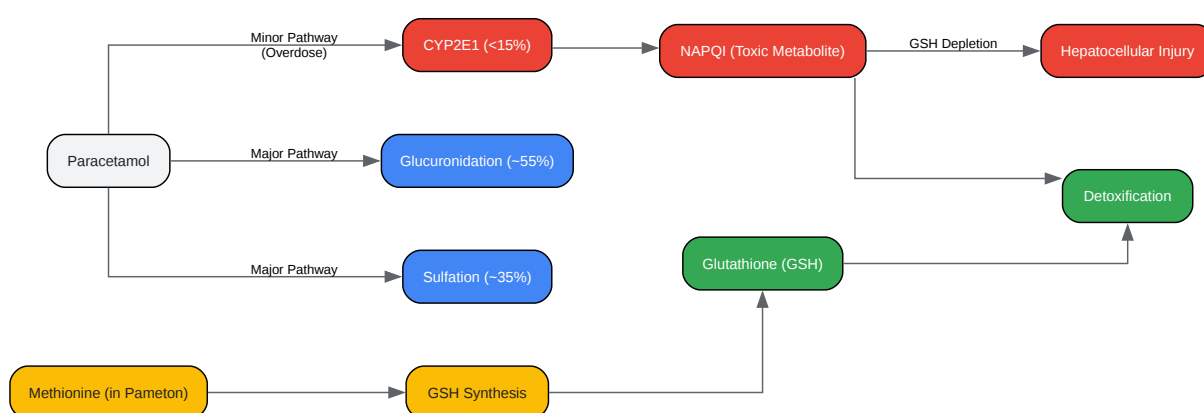 Minor Pathway
(Overdose)
CYP2E1 (<15%)
NAPQI (Toxic Metabolite)
GSH Depletion
Hepatocellular Injury
Paracetamol
Major Pathway
Glucuronidation (~55%)
Detoxification
Major Pathway
Sulfation (~35%)
Glutathione (GSH)
Methionine (in Pameton)
GSH Synthesis